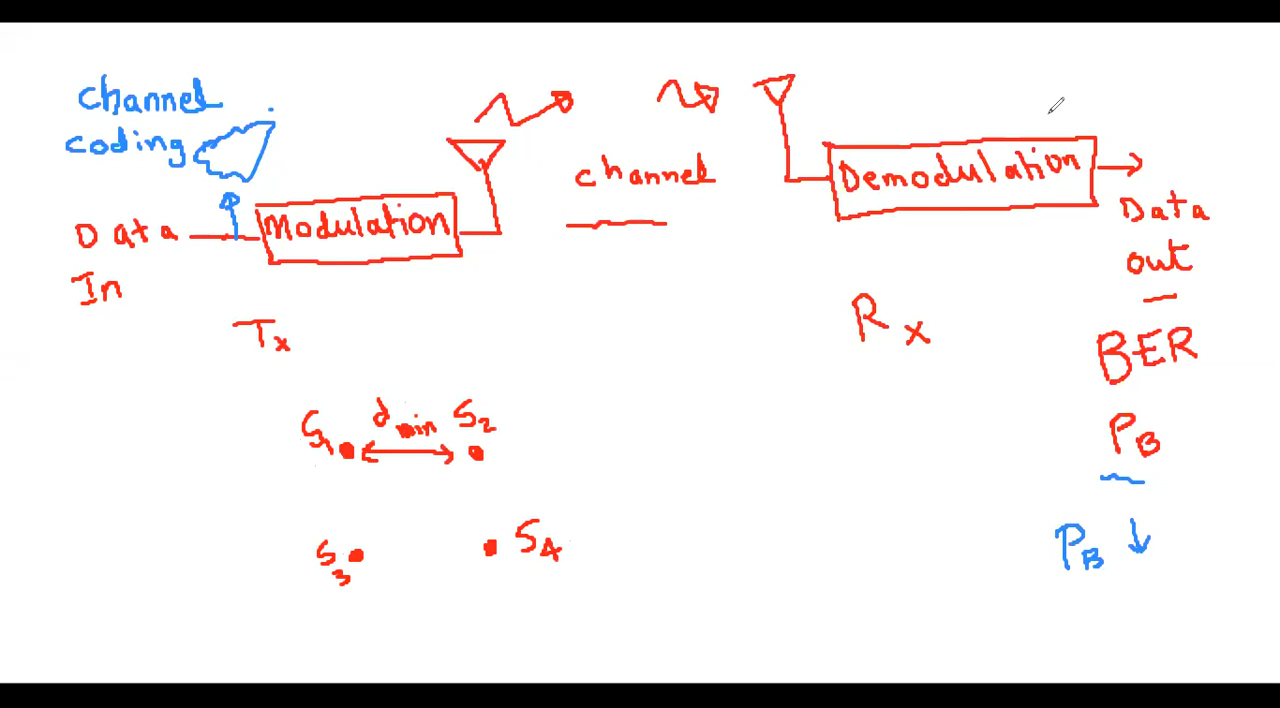 Channel
coding
Data
In
Modulation
Tx
channel
Demodulation
Data
out
Rx
BER
PB
PB ↓
S1 dmin S2
S3 S4